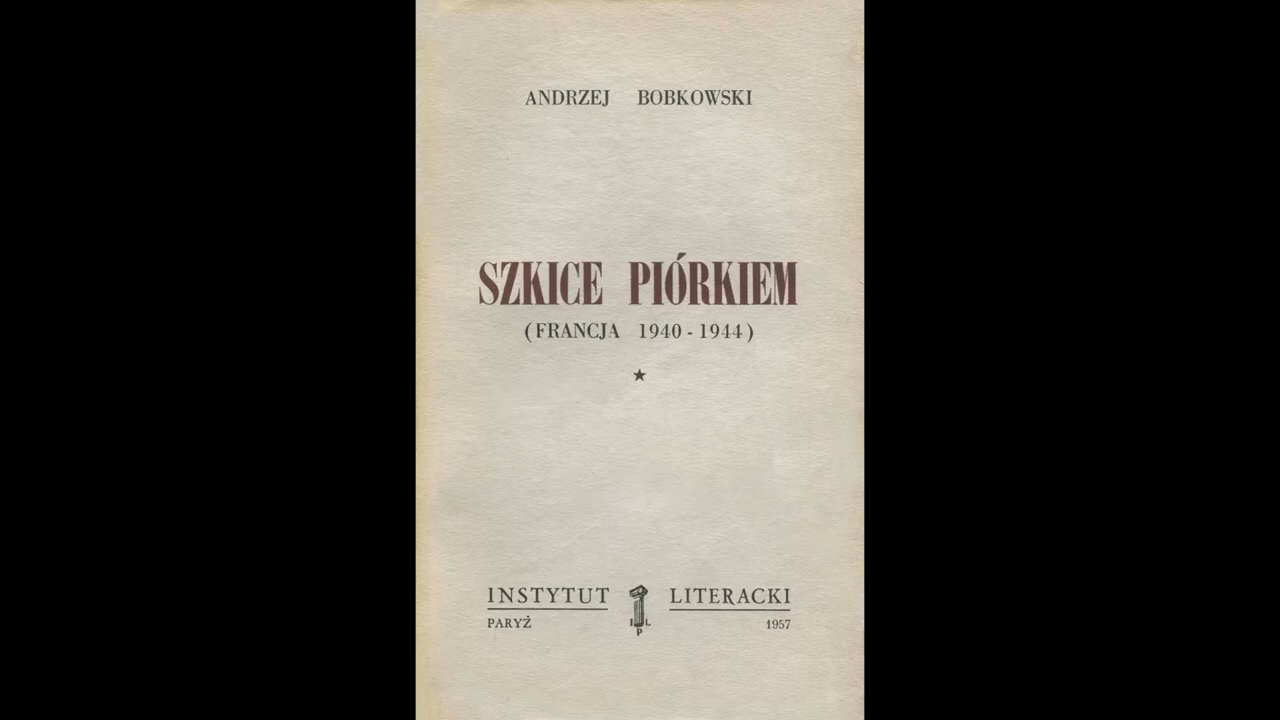 ANDRZEJ BOBKOWSKI
SZKICE PIÓRKIEM
(FRANCJA 1940-1944)
INSTYTUT LITERACKI
I L
P
PARYŻ 1957